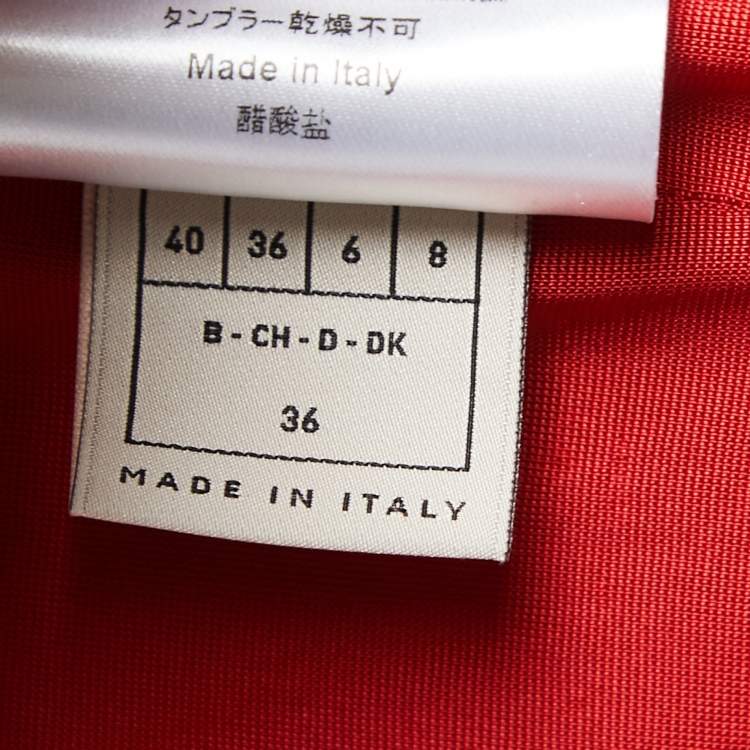 タンブラー乾燥不可
Made in Italy
醋酸盐
40 36 6 8
B - CH - D - DK
36
MADE IN ITALY